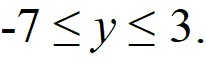 -7 ≤ y ≤ 3.